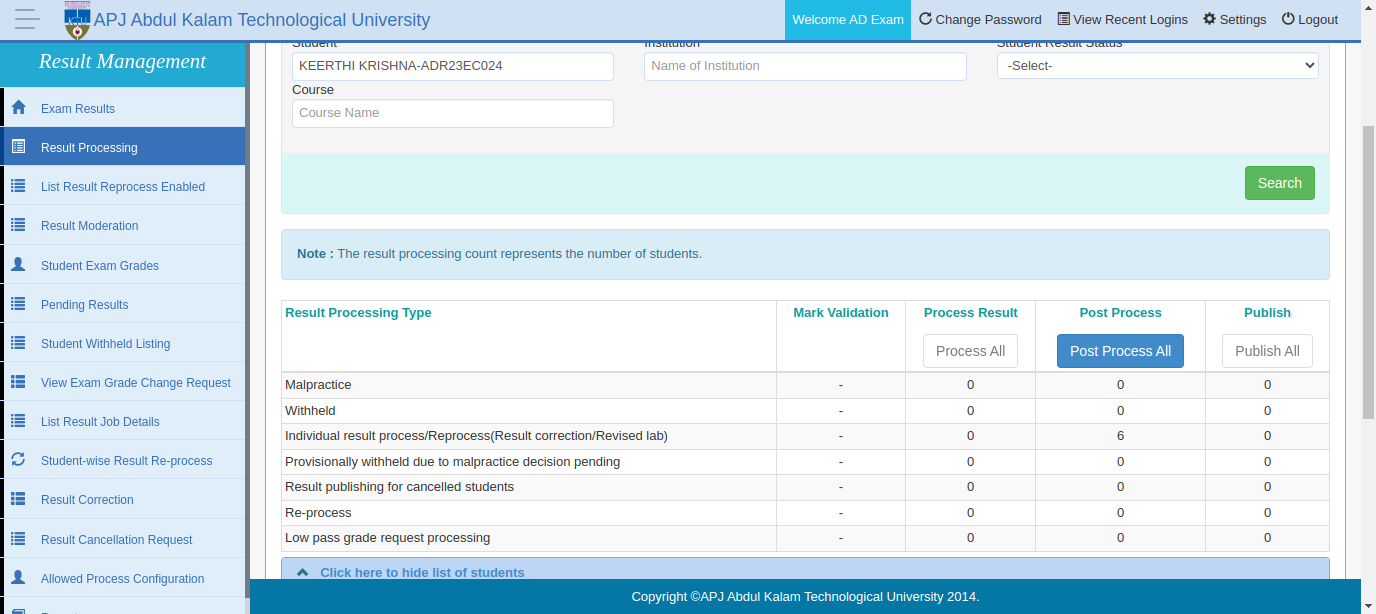 APJ Abdul Kalam Technological University
Welcome AD Exam Change Password View Recent Logins Settings Logout
Result Management
Exam Results
Result Processing
List Result Reprocess Enabled
Result Moderation
Student Exam Grades
Pending Results
Student Withheld Listing
View Exam Grade Change Request
List Result Job Details
Student-wise Result Re-process
Result Correction
Result Cancellation Request
Allowed Process Configuration
Student Institution Student Result Status
KEERTHI KRISHNA-ADR23EC024 Name of Institution -Select-
Course
Course Name
Search
Note : The result processing count represents the number of students.
Result Processing Type Mark Validation Process Result Post Process Publish
Process All Post Process All Publish All
Malpractice - 0 0 0
Withheld - 0 0 0
Individual result process/Reprocess(Result correction/Revised lab) - 0 6 0
Provisionally withheld due to malpractice decision pending - 0 0 0
Result publishing for cancelled students - 0 0 0
Re-process - 0 0 0
Low pass grade request processing - 0 0 0
Click here to hide list of students
Copyright ©APJ Abdul Kalam Technological University 2014.